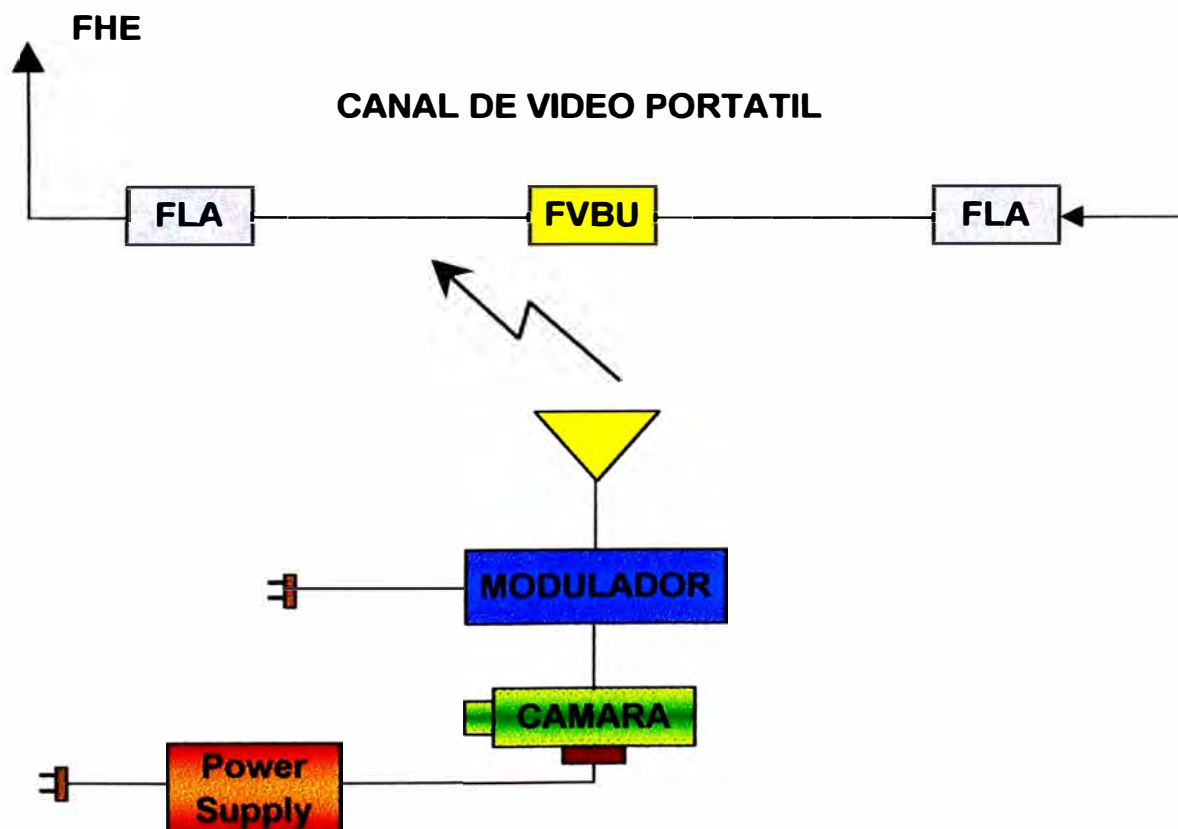 FHE
CANAL DE VIDEO PORTATIL
FLA
FVBU
FLA
MODULADOR
CAMARA
Power
Supply